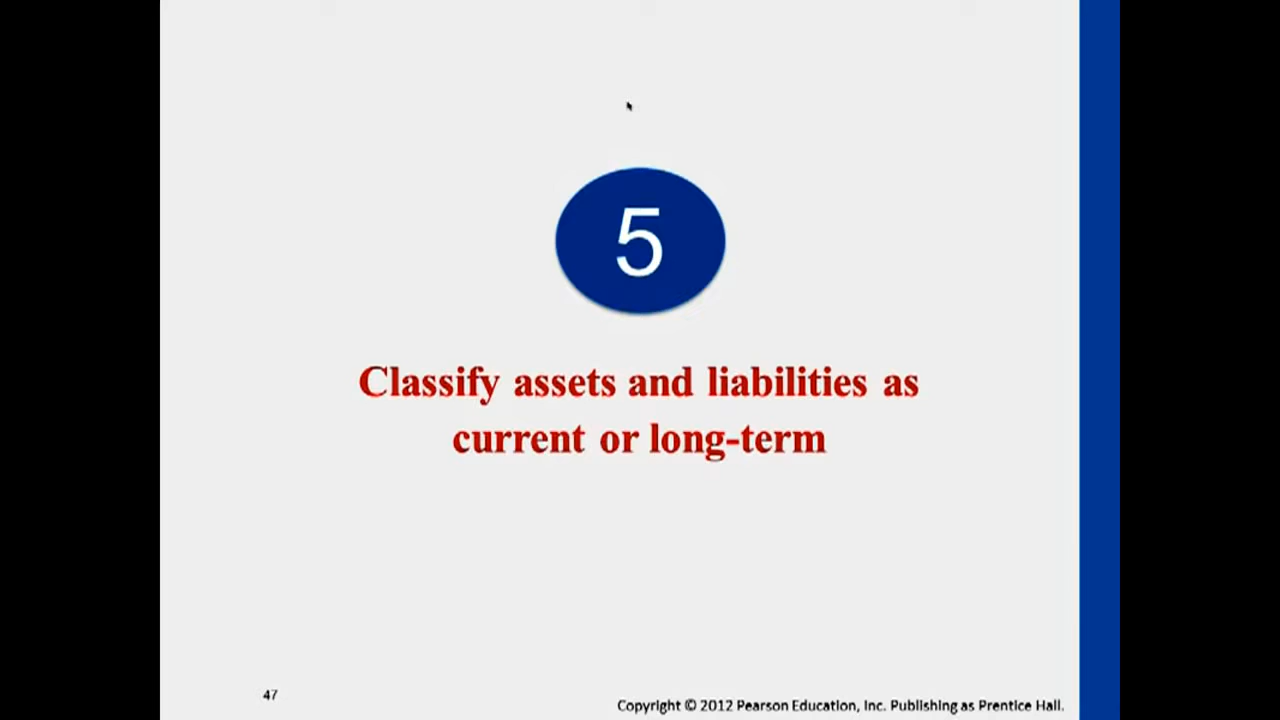 5
Classify assets and liabilities as
current or long-term
47
Copyright © 2012 Pearson Education, Inc. Publishing as Prentice Hall.